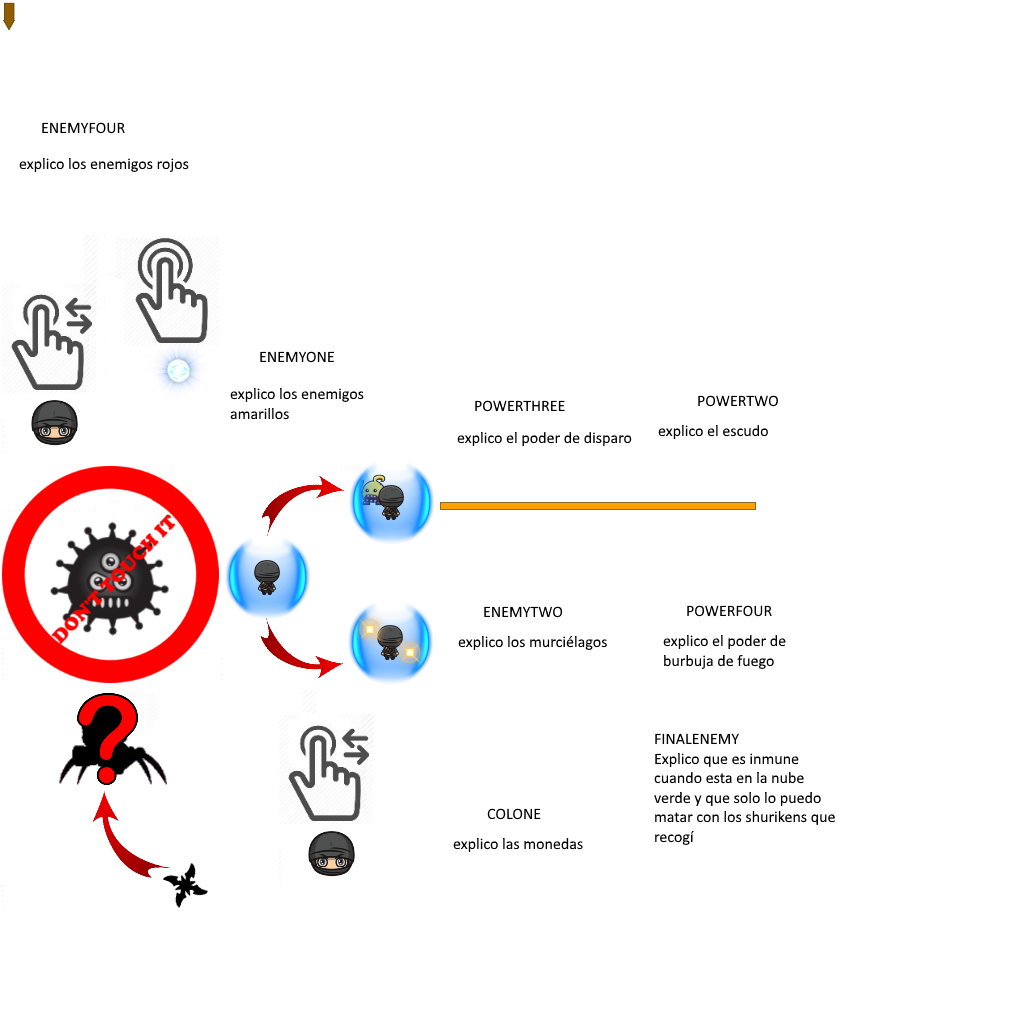 ENEMYFOUR
explico los enemigos rojos
ENEMYONE
explico los enemigos
amarillos
POWERTHREE
explico el poder de disparo
POWERTWO
explico el escudo
DON'T TOUCH IT
ENEMYTWO
explico los murciélagos
POWERFOUR
explico el poder de
burbuja de fuego
?
FINALENEMY
Explico que es inmune
cuando esta en la nube
verde y que solo lo puedo
matar con los shurikens que
recogí
COLONE
explico las monedas